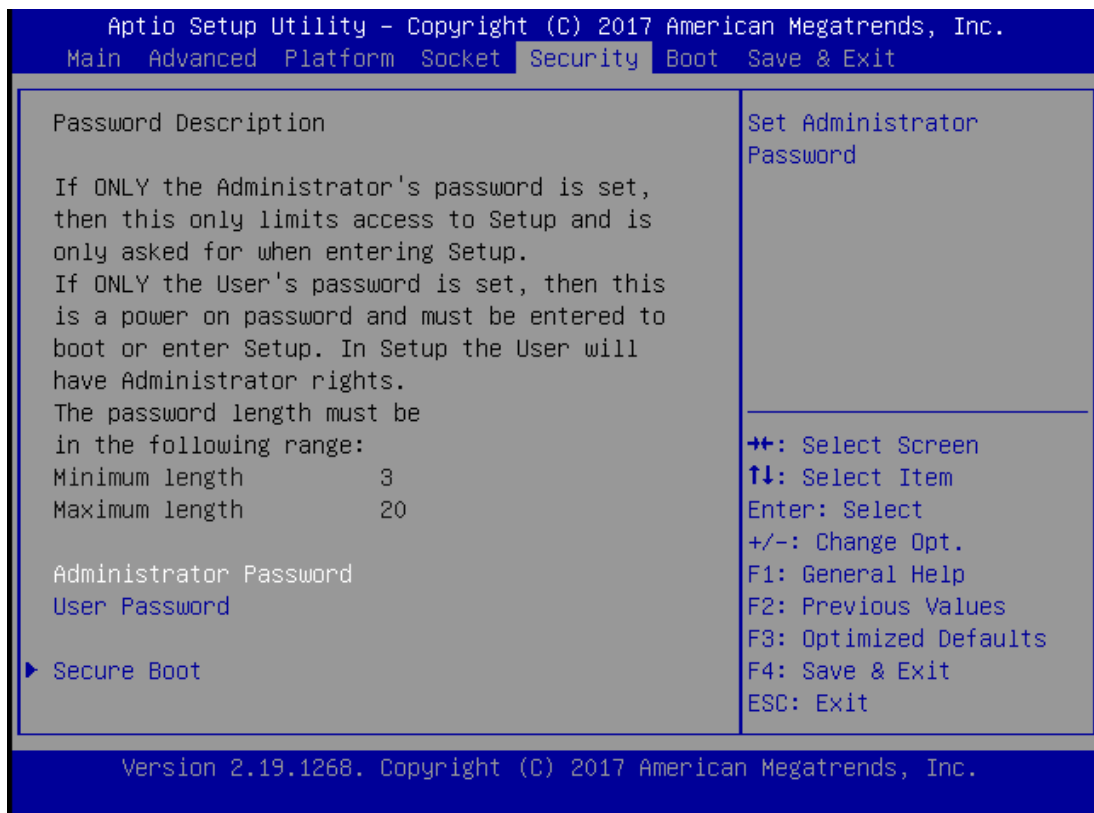 Aptio Setup Utility – Copyright (C) 2017 American Megatrends, Inc.
Main Advanced Platform Socket Security Boot Save & Exit
Password Description
If ONLY the Administrator's password is set,
then this only limits access to Setup and is
only asked for when entering Setup.
If ONLY the User's password is set, then this
is a power on password and must be entered to
boot or enter Setup. In Setup the User will
have Administrator rights.
The password length must be
in the following range:
Minimum length 3
Maximum length 20
Administrator Password
User Password
Secure Boot
Set Administrator
Password
→←: Select Screen
↑↓: Select Item
Enter: Select
+/-: Change Opt.
F1: General Help
F2: Previous Values
F3: Optimized Defaults
F4: Save & Exit
ESC: Exit
Version 2.19.1268. Copyright (C) 2017 American Megatrends, Inc.